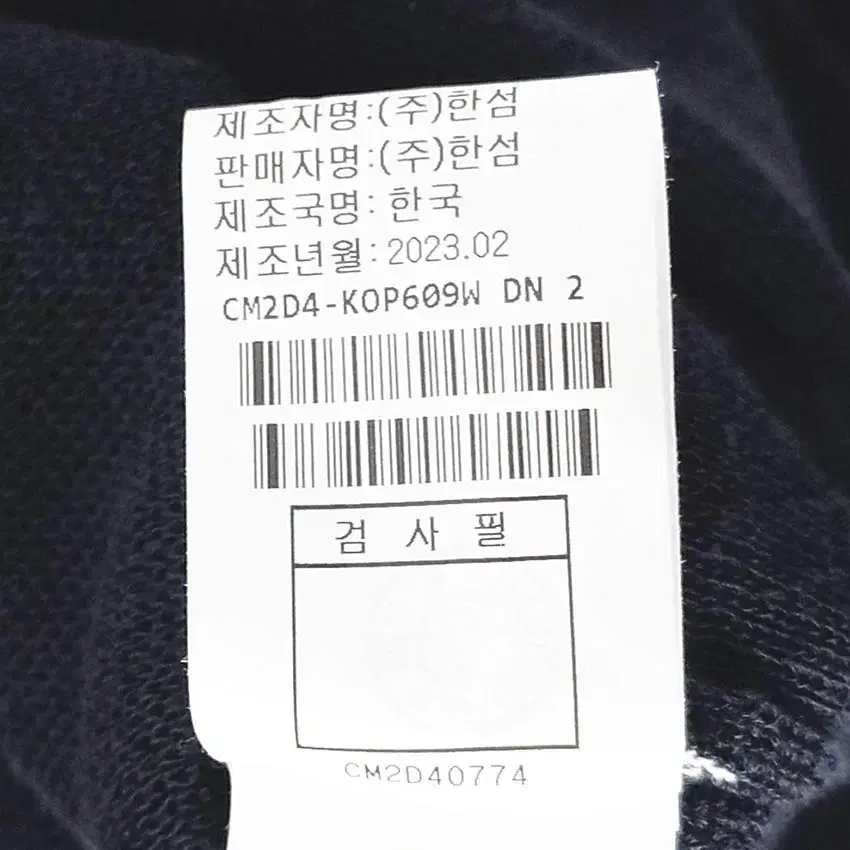 제조자명:(주)한섬
판매자명:(주)한섬
제조국명: 한국
제조년월: 2023.02
CM2D4-KOP609W DN 2
검 사 필
CM2D40774